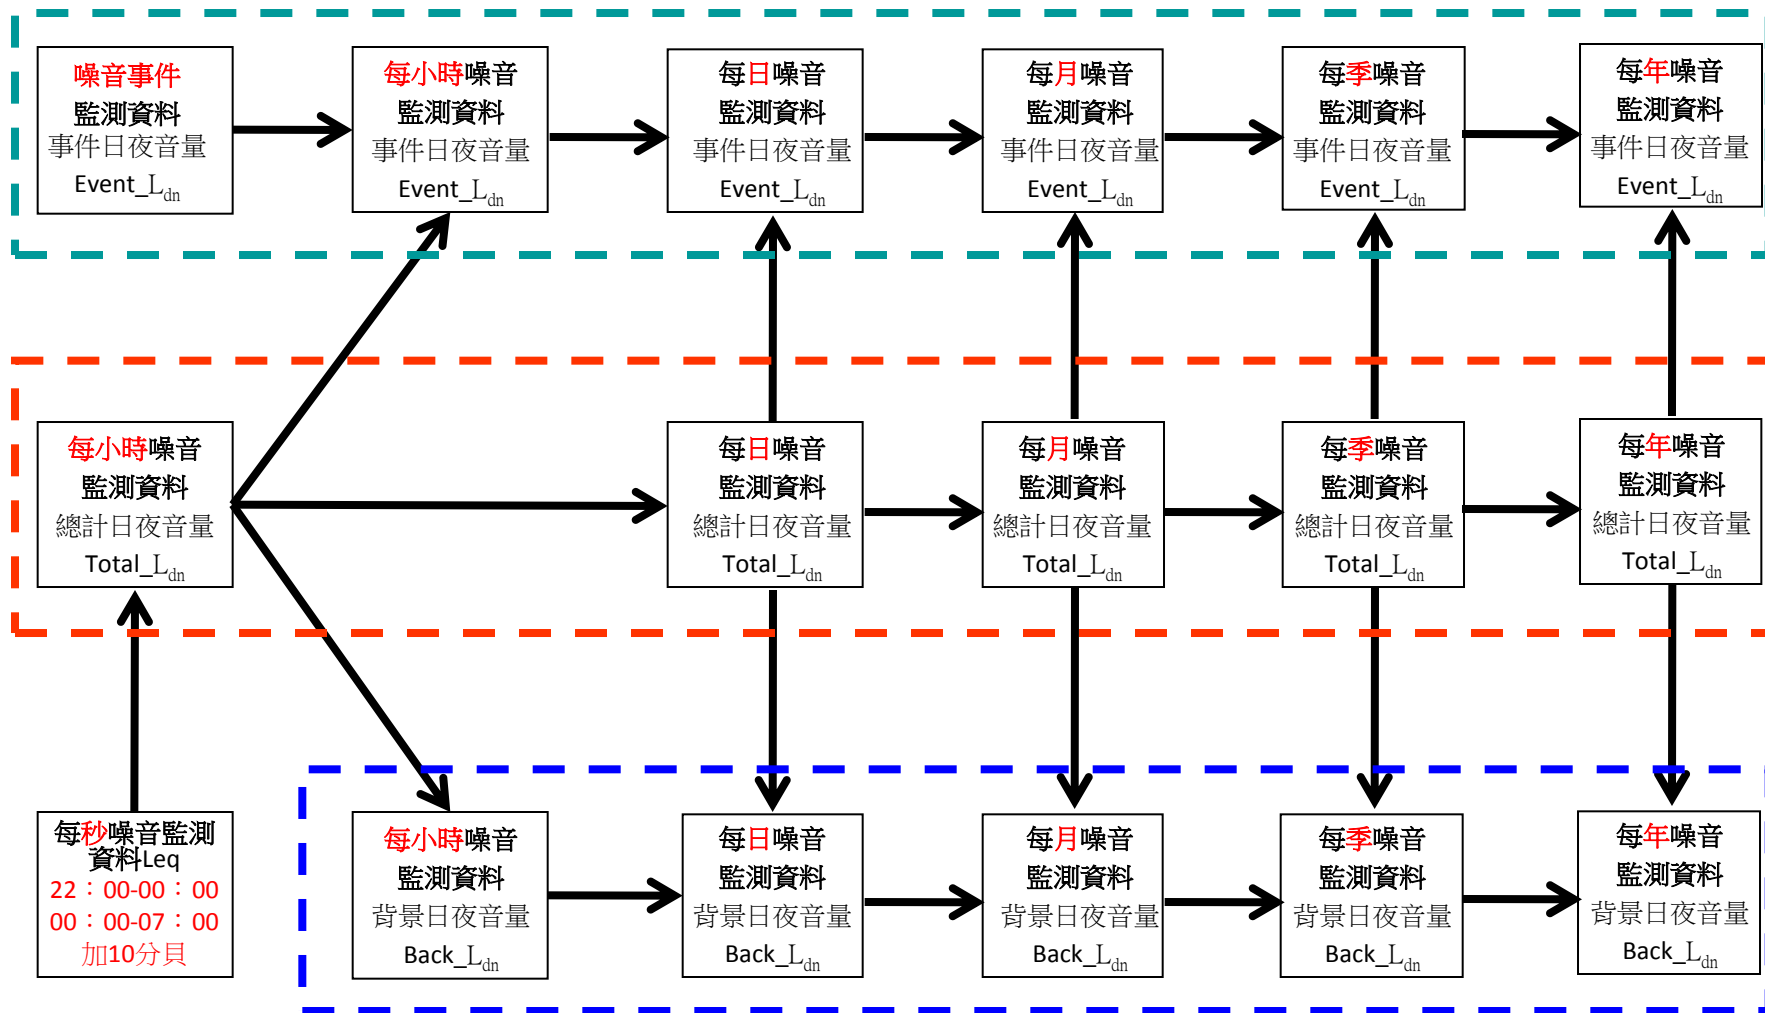 噪音事件
監測資料
事件日夜音量
Event_Ldn
每小時噪音
監測資料
事件日夜音量
Event_Ldn
每日噪音
監測資料
事件日夜音量
Event_Ldn
每月噪音
監測資料
事件日夜音量
Event_Ldn
每季噪音
監測資料
事件日夜音量
Event_Ldn
每年噪音
監測資料
事件日夜音量
Event_Ldn
每小時噪音
監測資料
總計日夜音量
Total_Ldn
每日噪音
監測資料
總計日夜音量
Total_Ldn
每月噪音
監測資料
總計日夜音量
Total_Ldn
每季噪音
監測資料
總計日夜音量
Total_Ldn
每年噪音
監測資料
總計日夜音量
Total_Ldn
每秒噪音監測
資料Leq
22：00-00：00
00：00-07：00
加10分貝
每小時噪音
監測資料
背景日夜音量
Back_Ldn
每日噪音
監測資料
背景日夜音量
Back_Ldn
每月噪音
監測資料
背景日夜音量
Back_Ldn
每季噪音
監測資料
背景日夜音量
Back_Ldn
每年噪音
監測資料
背景日夜音量
Back_Ldn